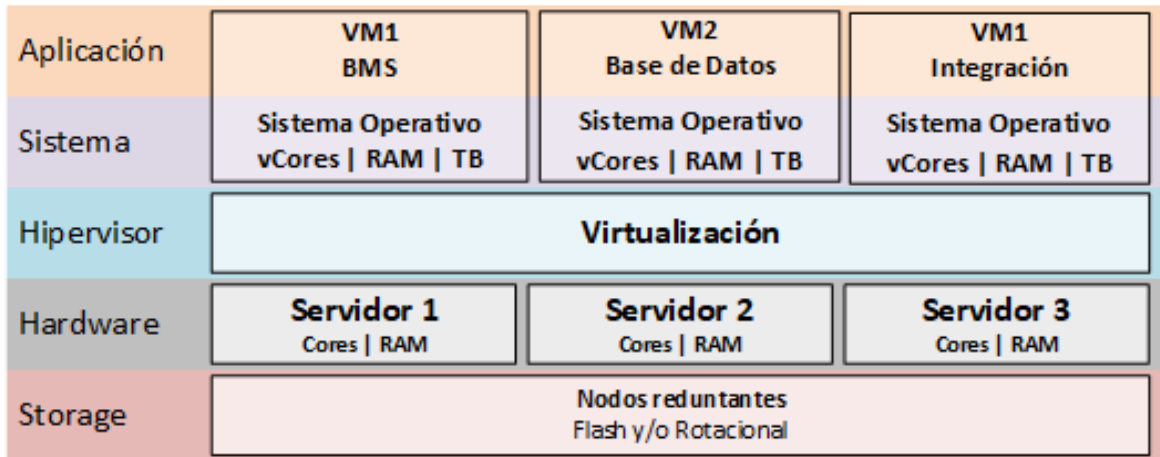 Aplicación
VM1
BMS
VM2
Base de Datos
VM1
Integración
Sistema
Sistema Operativo
vCores | RAM | TB
Sistema Operativo
vCores | RAM | TB
Sistema Operativo
vCores | RAM | TB
Hipervisor
Virtualización
Hardware
Servidor 1
Cores | RAM
Servidor 2
Cores | RAM
Servidor 3
Cores | RAM
Storage
Nodos reduntantes
Flash y/o Rotacional